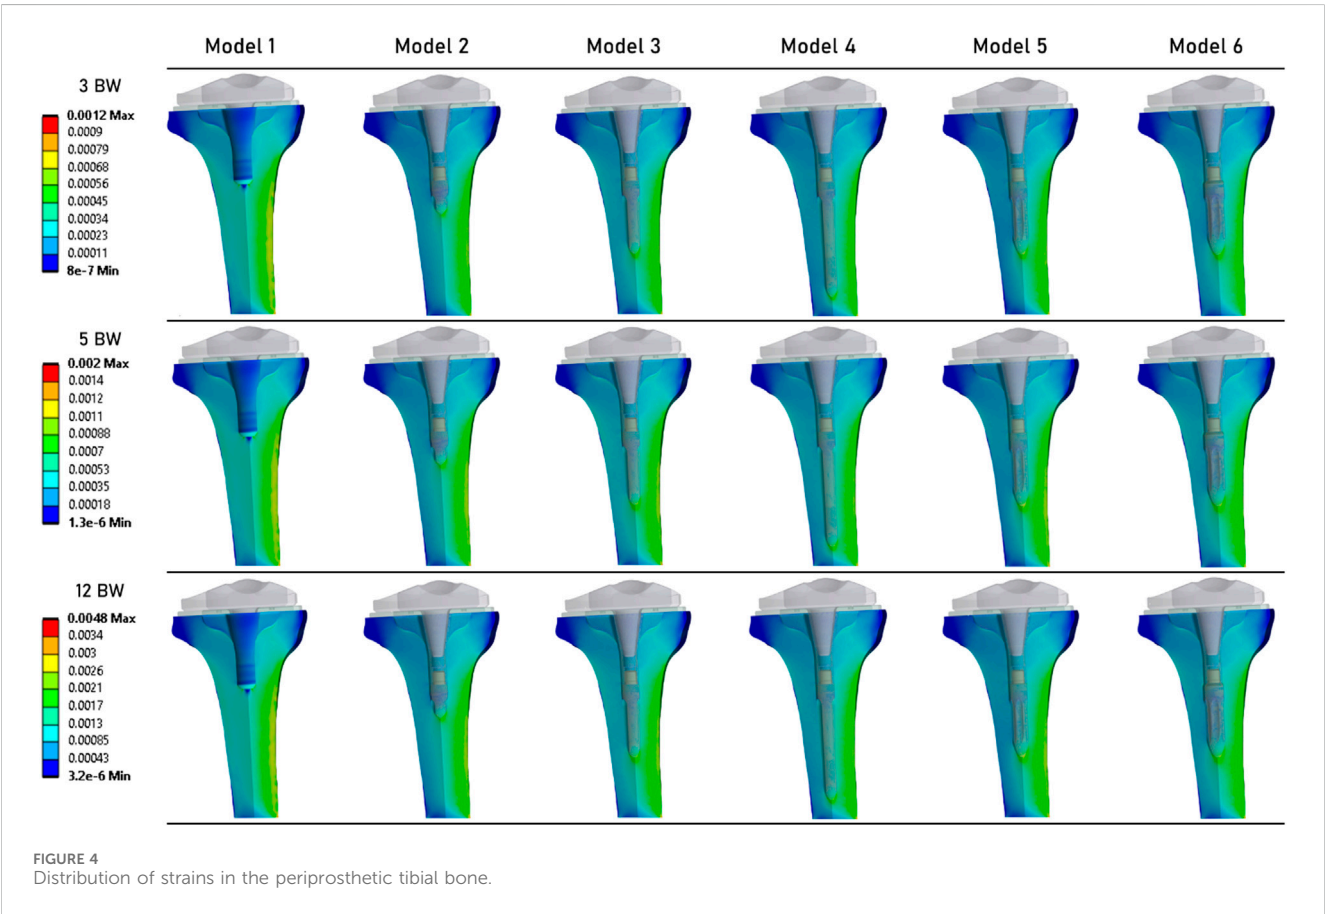 Model 1 Model 2 Model 3 Model 4 Model 5 Model 6
3 BW
0.0012 Max
0.0009
0.00079
0.00068
0.00056
0.00045
0.00034
0.00023
0.00011
8e-7 Min
5 BW
0.002 Max
0.0014
0.0012
0.0011
0.00088
0.0007
0.00053
0.00035
0.00018
1.3e-6 Min
12 BW
0.0048 Max
0.0034
0.003
0.0026
0.0021
0.0017
0.0013
0.00085
0.00043
3.2e-6 Min
FIGURE 4
Distribution of strains in the periprosthetic tibial bone.